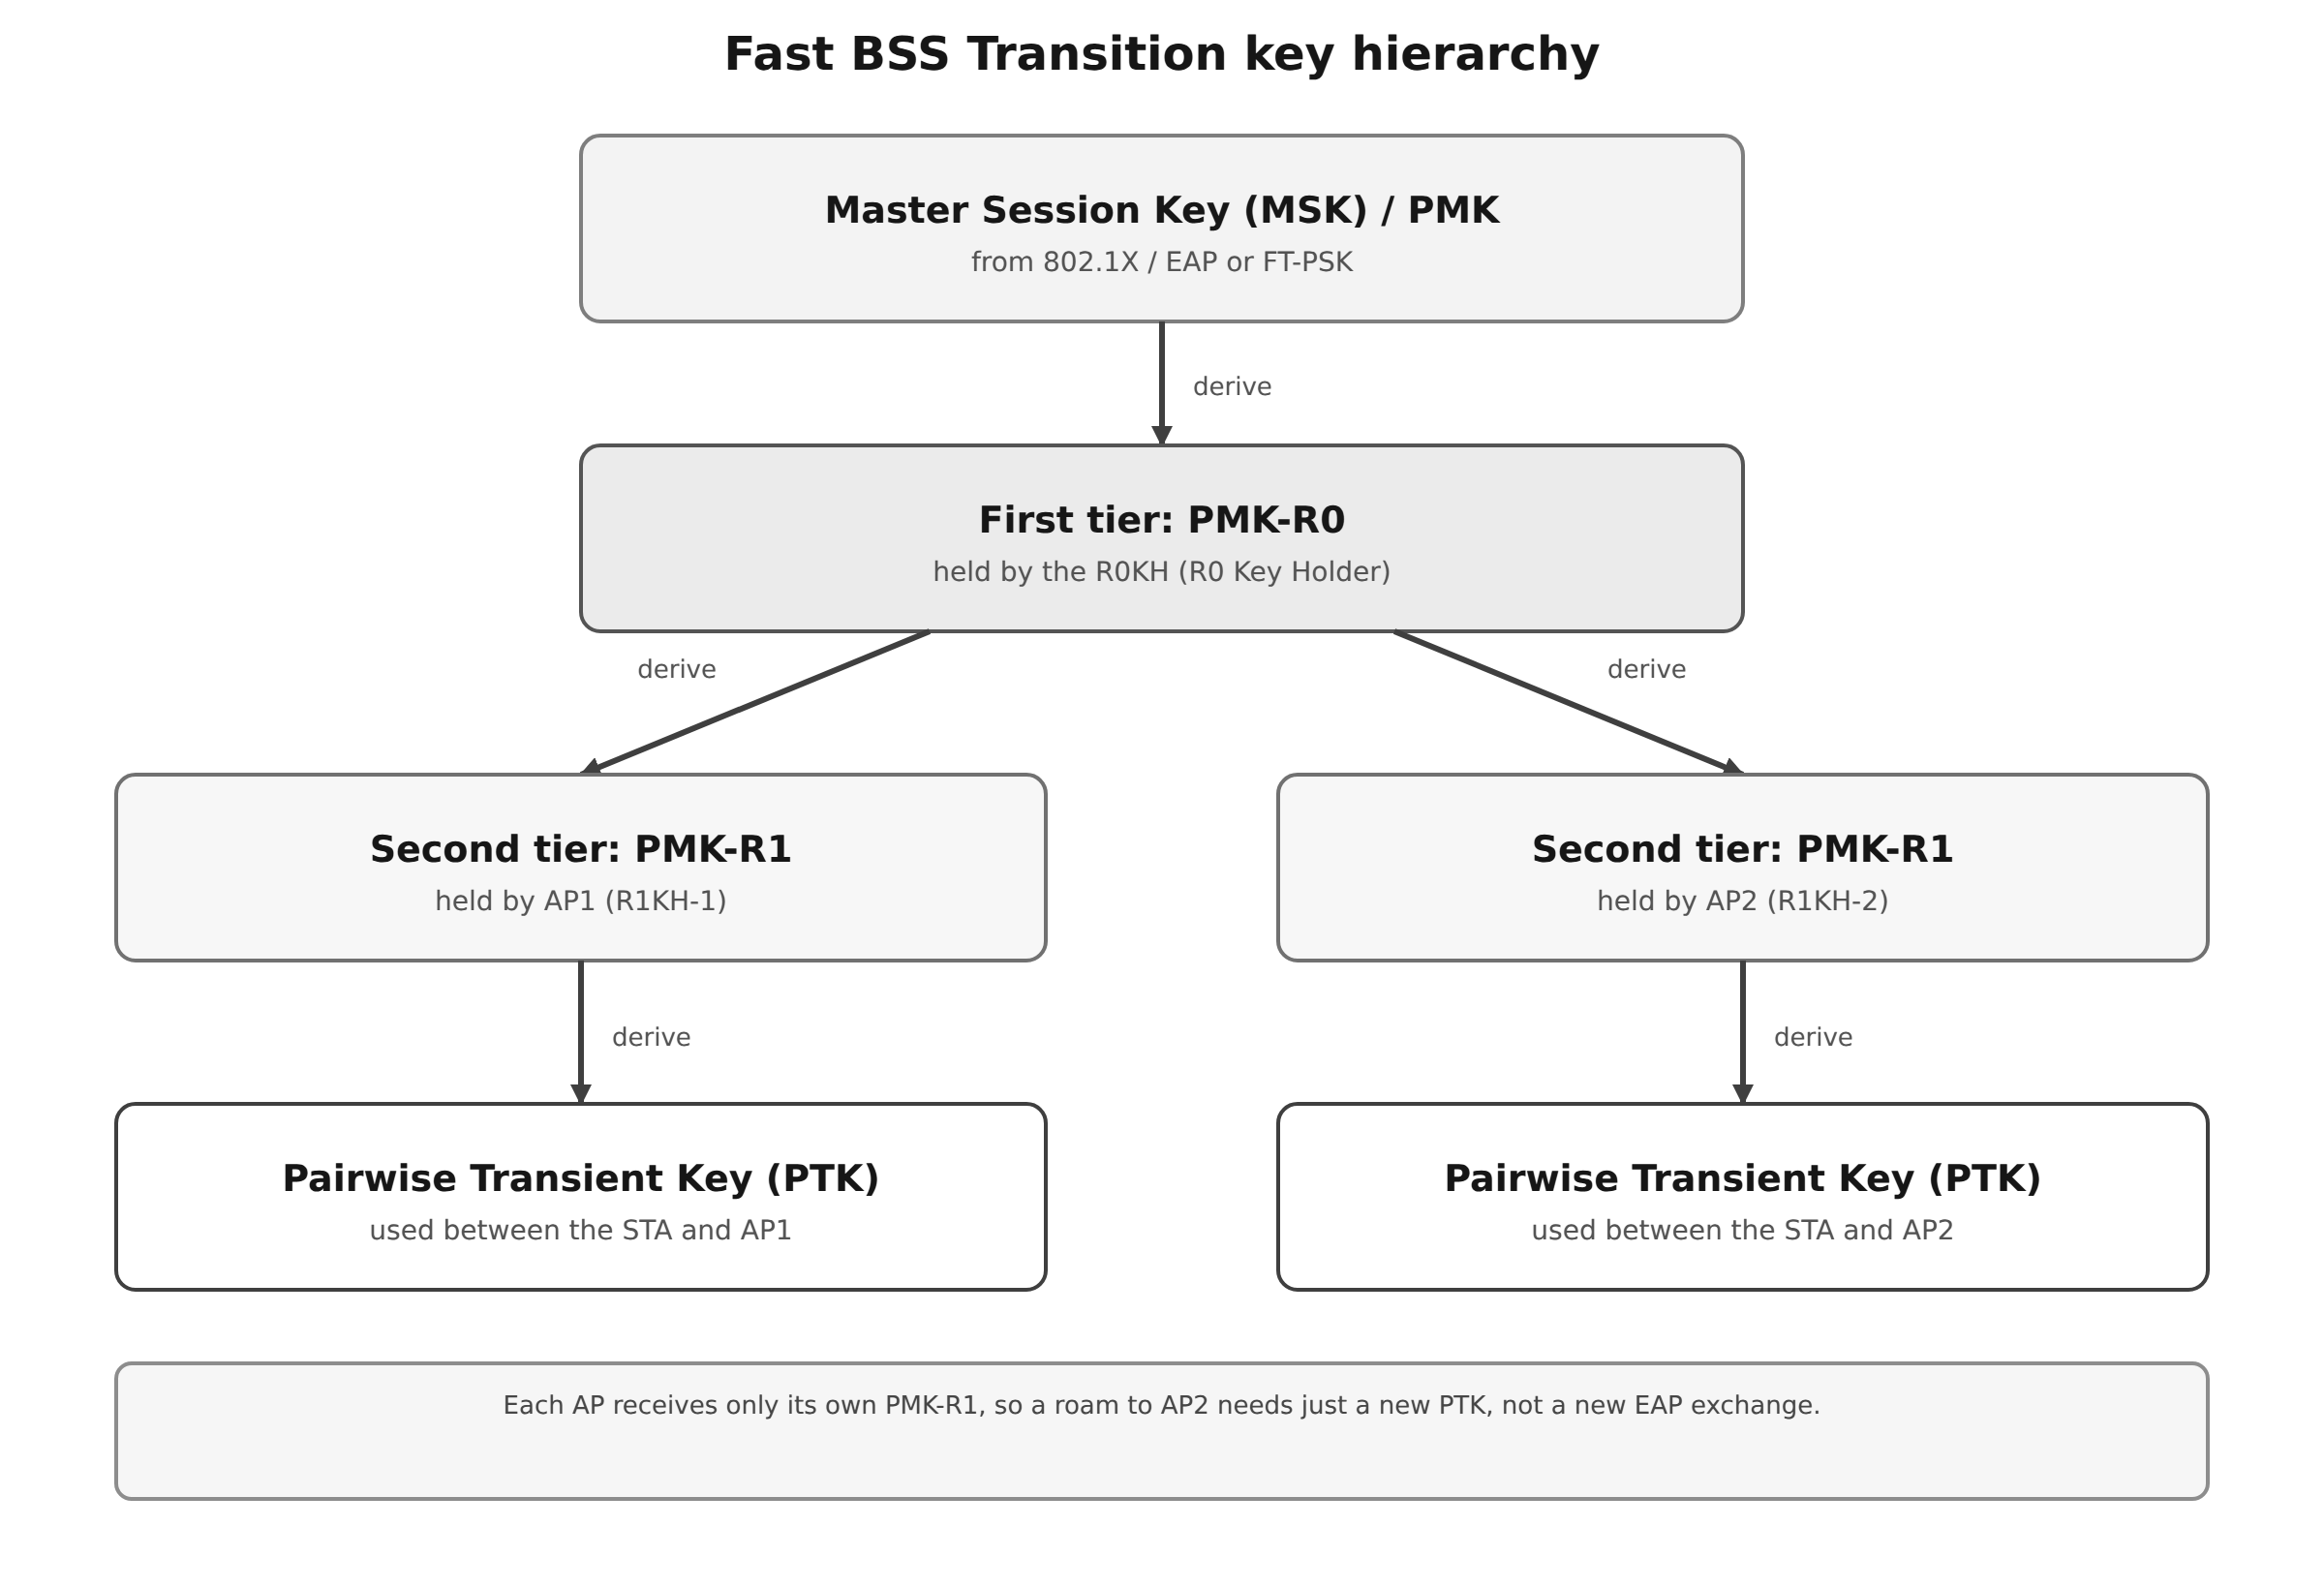 Fast BSS Transition key hierarchy
Master Session Key (MSK) / PMK
from 802.1X / EAP or FT-PSK
derive
First tier: PMK-R0
held by the R0KH (R0 Key Holder)
derive
derive
Second tier: PMK-R1
held by AP1 (R1KH-1)
Second tier: PMK-R1
held by AP2 (R1KH-2)
derive
derive
Pairwise Transient Key (PTK)
used between the STA and AP1
Pairwise Transient Key (PTK)
used between the STA and AP2
Each AP receives only its own PMK-R1, so a roam to AP2 needs just a new PTK, not a new EAP exchange.